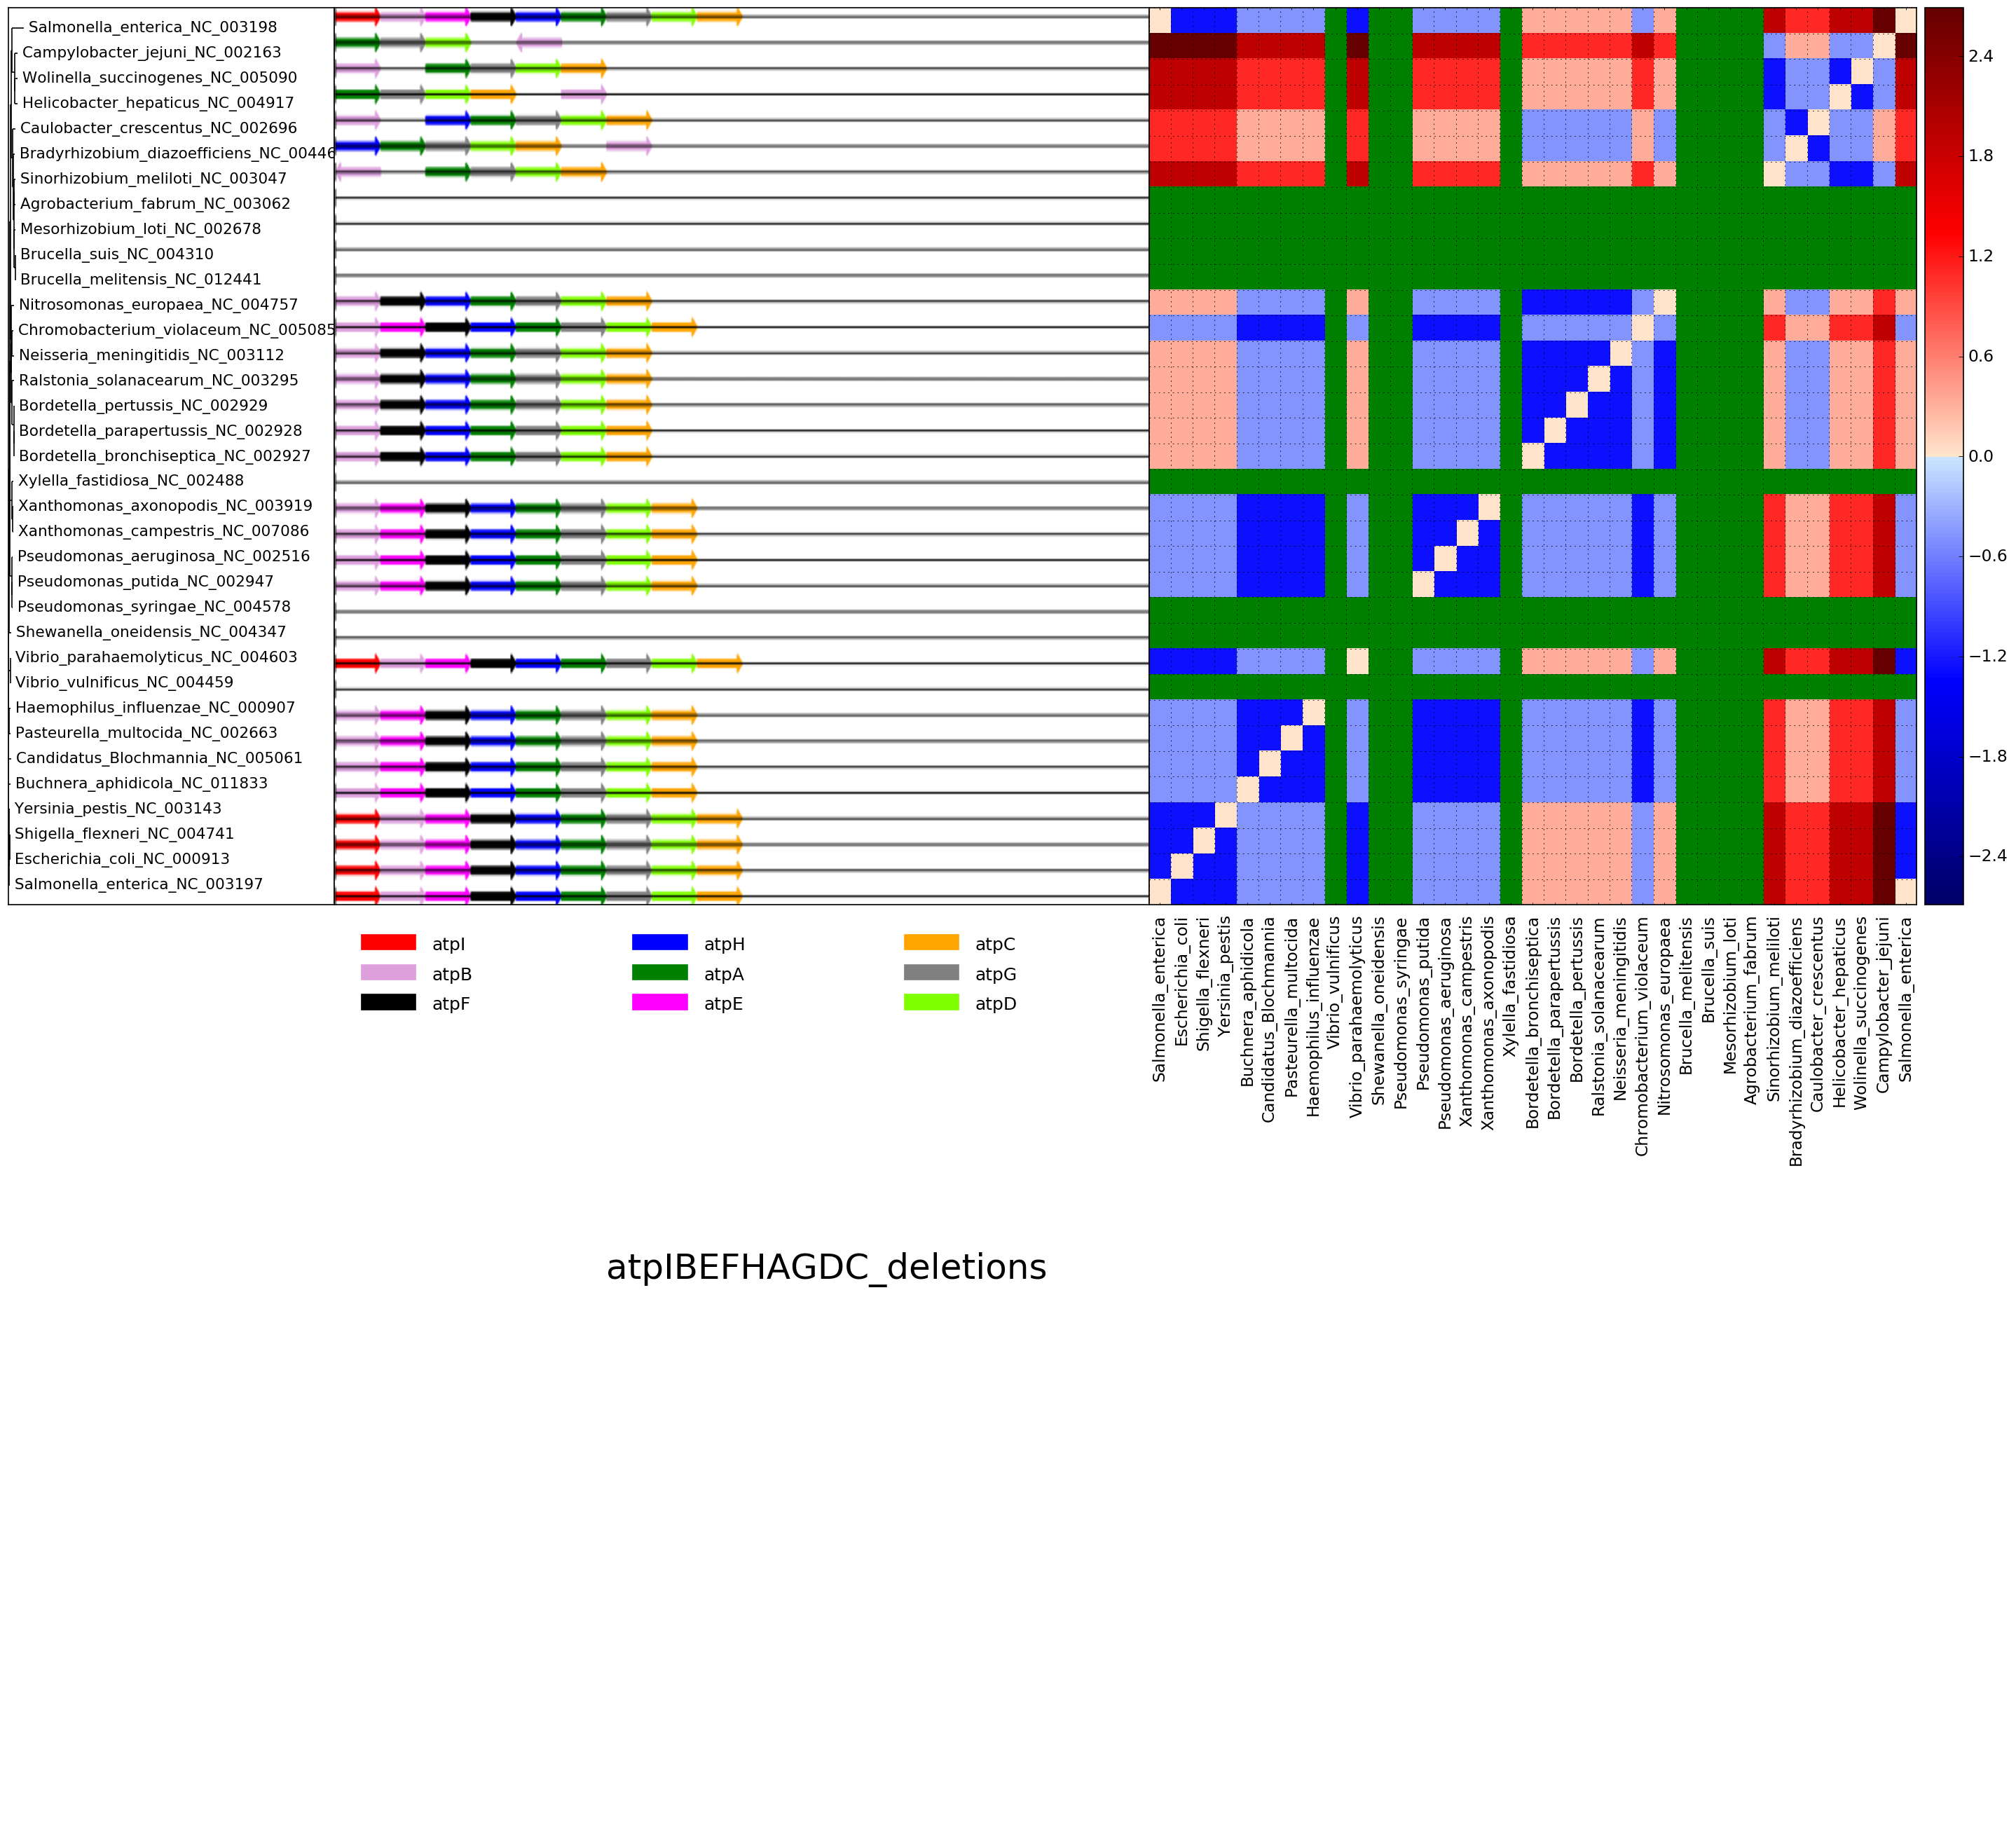 Salmonella_enterica_NC_003198
Campylobacter_jejuni_NC_002163
Wolinella_succinogenes_NC_005090
Helicobacter_hepaticus_NC_004917
Caulobacter_crescentus_NC_002696
Bradyrhizobium_diazoefficiens_NC_00446
Sinorhizobium_meliloti_NC_003047
Agrobacterium_fabrum_NC_003062
Mesorhizobium_loti_NC_002678
Brucella_suis_NC_004310
Brucella_melitensis_NC_012441
Nitrosomonas_europaea_NC_004757
Chromobacterium_violaceum_NC_005085
Neisseria_meningitidis_NC_003112
Ralstonia_solanacearum_NC_003295
Bordetella_pertussis_NC_002929
Bordetella_parapertussis_NC_002928
Bordetella_bronchiseptica_NC_002927
Xylella_fastidiosa_NC_002488
Xanthomonas_axonopodis_NC_003919
Xanthomonas_campestris_NC_007086
Pseudomonas_aeruginosa_NC_002516
Pseudomonas_putida_NC_002947
Pseudomonas_syringae_NC_004578
Shewanella_oneidensis_NC_004347
Vibrio_parahaemolyticus_NC_004603
Vibrio_vulnificus_NC_004459
Haemophilus_influenzae_NC_000907
Pasteurella_multocida_NC_002663
Candidatus_Blochmannia_NC_005061
Buchnera_aphidicola_NC_011833
Yersinia_pestis_NC_003143
Shigella_flexneri_NC_004741
Escherichia_coli_NC_000913
Salmonella_enterica_NC_003197
2.4
1.8
1.2
0.6
0.0
−0.6
−1.2
−1.8
−2.4
Salmonella_enterica
Escherichia_coli
Shigella_flexneri
Yersinia_pestis
Buchnera_aphidicola
Candidatus_Blochmannia
Pasteurella_multocida
Haemophilus_influenzae
Vibrio_vulnificus
Vibrio_parahaemolyticus
Shewanella_oneidensis
Pseudomonas_syringae
Pseudomonas_putida
Pseudomonas_aeruginosa
Xanthomonas_campestris
Xanthomonas_axonopodis
Xylella_fastidiosa
Bordetella_bronchiseptica
Bordetella_parapertussis
Bordetella_pertussis
Ralstonia_solanacearum
Neisseria_meningitidis
Chromobacterium_violaceum
Nitrosomonas_europaea
Brucella_melitensis
Brucella_suis
Mesorhizobium_loti
Agrobacterium_fabrum
Sinorhizobium_meliloti
Bradyrhizobium_diazoefficiens
Caulobacter_crescentus
Helicobacter_hepaticus
Wolinella_succinogenes
Campylobacter_jejuni
Salmonella_enterica
atpI atpH atpC
atpB atpA atpG
atpF atpE atpD
atpIBEFHAGDC_deletions